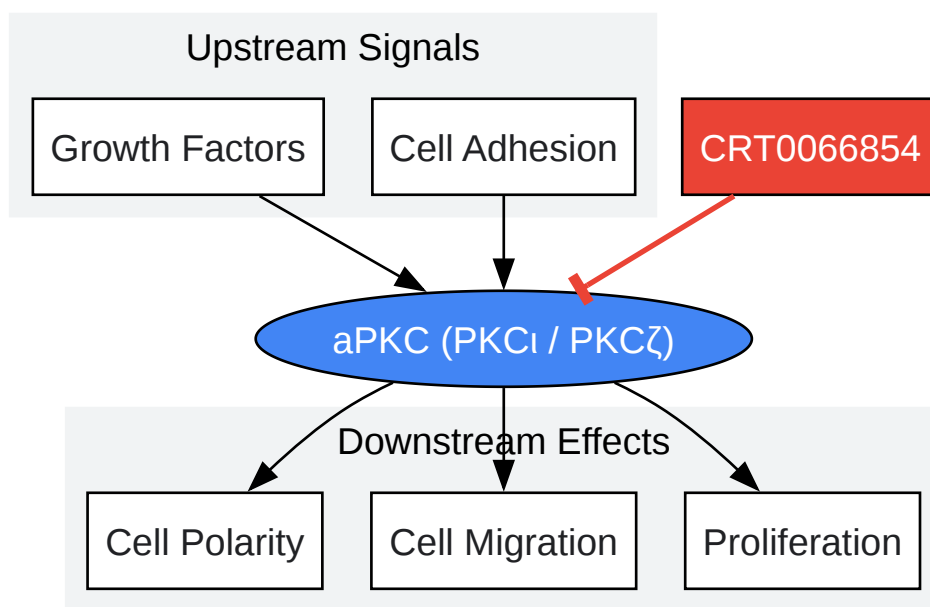 Upstream Signals
Growth Factors
Cell Adhesion
CRT0066854
aPKC (PKCι / PKCζ)
Downstream Effects
Cell Polarity
Cell Migration
Proliferation